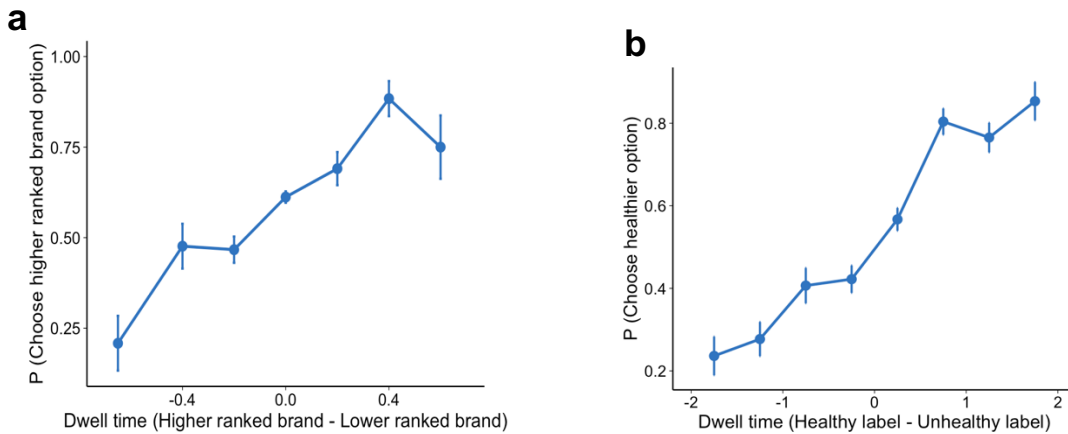 a
P (Choose higher ranked brand option)
1.00
0.75
0.50
0.25
-0.4
0.0
0.4
Dwell time (Higher ranked brand - Lower ranked brand)
b
P (Choose healthier option)
0.8
0.6
0.4
0.2
-2
-1
0
1
2
Dwell time (Healthy label - Unhealthy label)